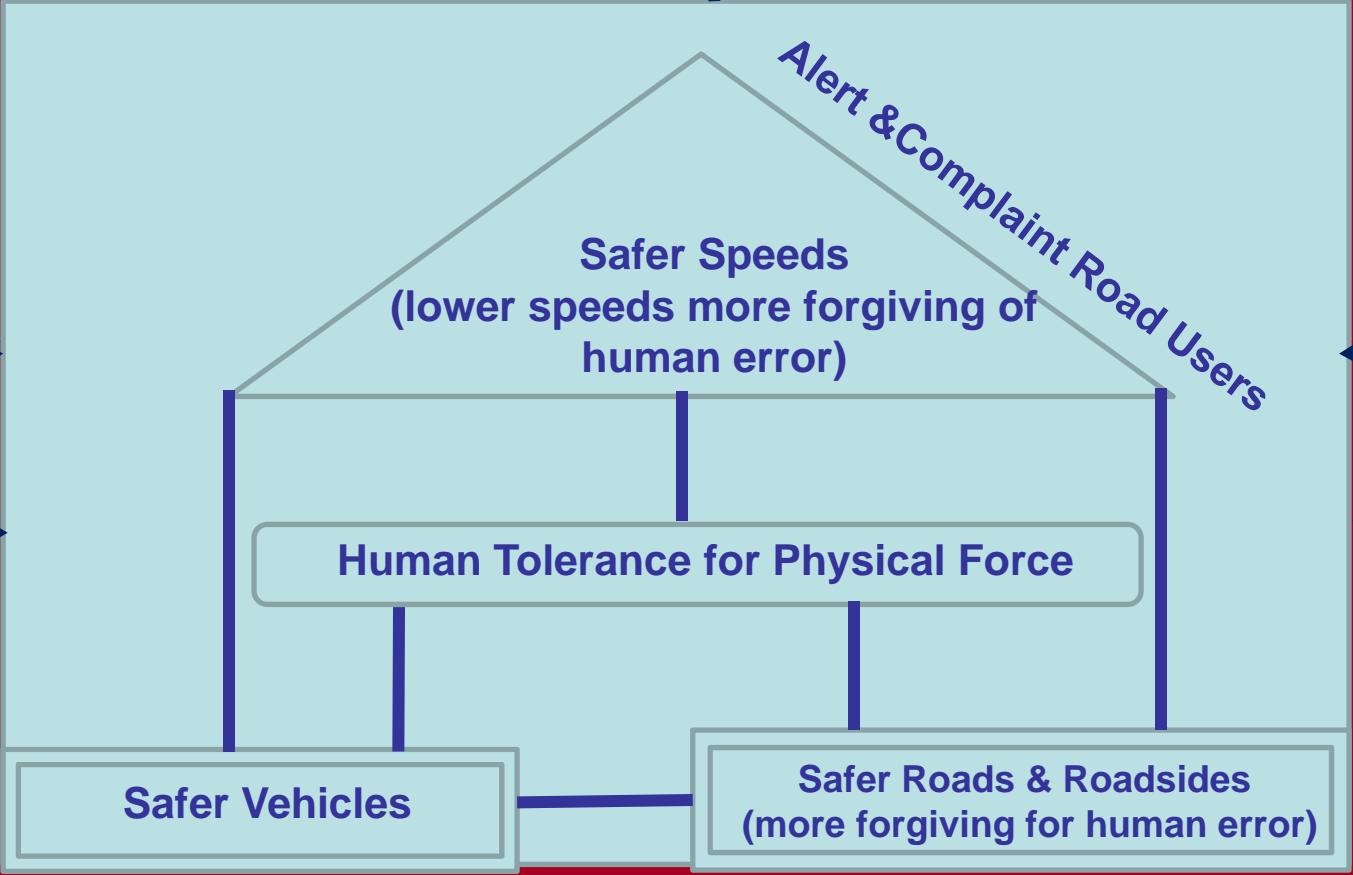 Alert &Complaint Road Users
Safer Speeds
(lower speeds more forgiving of
human error)
Human Tolerance for Physical Force
Safer Vehicles
Safer Roads & Roadsides
(more forgiving for human error)